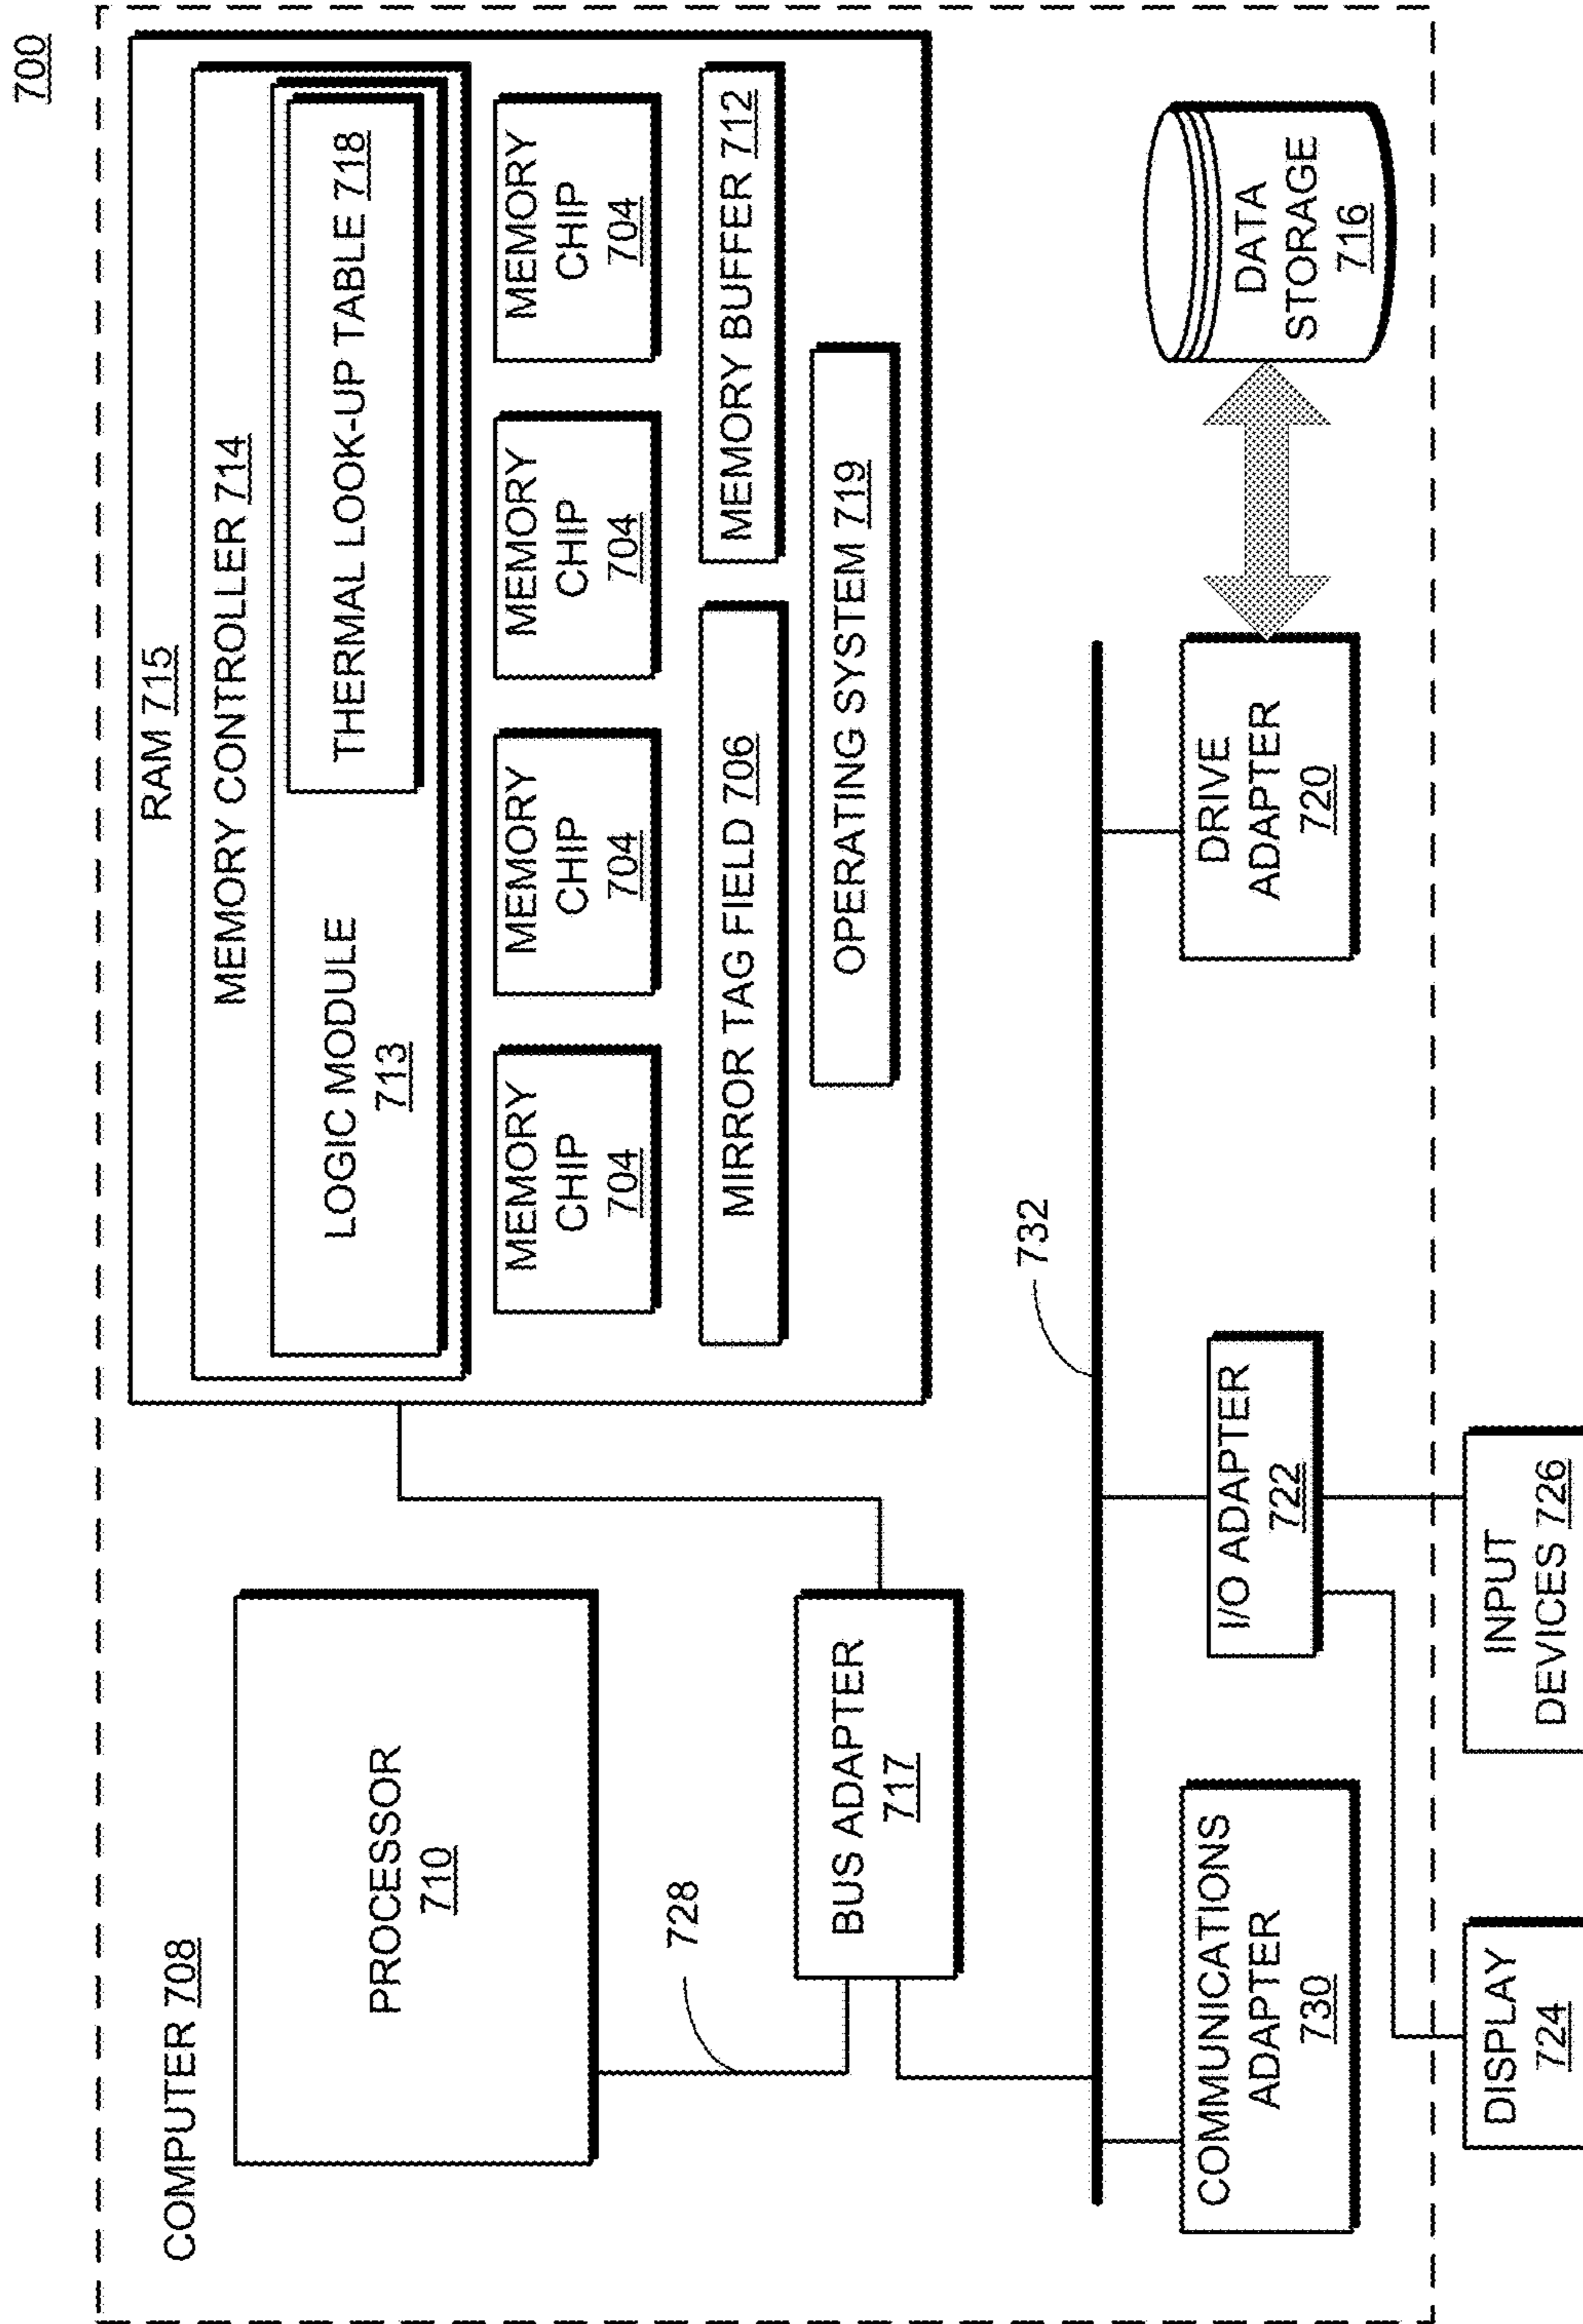 700
COMPUTER 708
PROCESSOR
710
728
BUS ADAPTER
717
RAM 715
MEMORY CONTROLLER 714
LOGIC MODULE
713
THERMAL LOOK-UP TABLE 718
MEMORY
CHIP
704
MEMORY
CHIP
704
MEMORY
CHIP
704
MEMORY
CHIP
704
MIRROR TAG FIELD 706
MEMORY BUFFER 712
OPERATING SYSTEM 719
732
COMMUNICATIONS
ADAPTER
730
I/O ADAPTER
722
DRIVE
ADAPTER
720
DATA
STORAGE
716
DISPLAY
724
INPUT
DEVICES 726